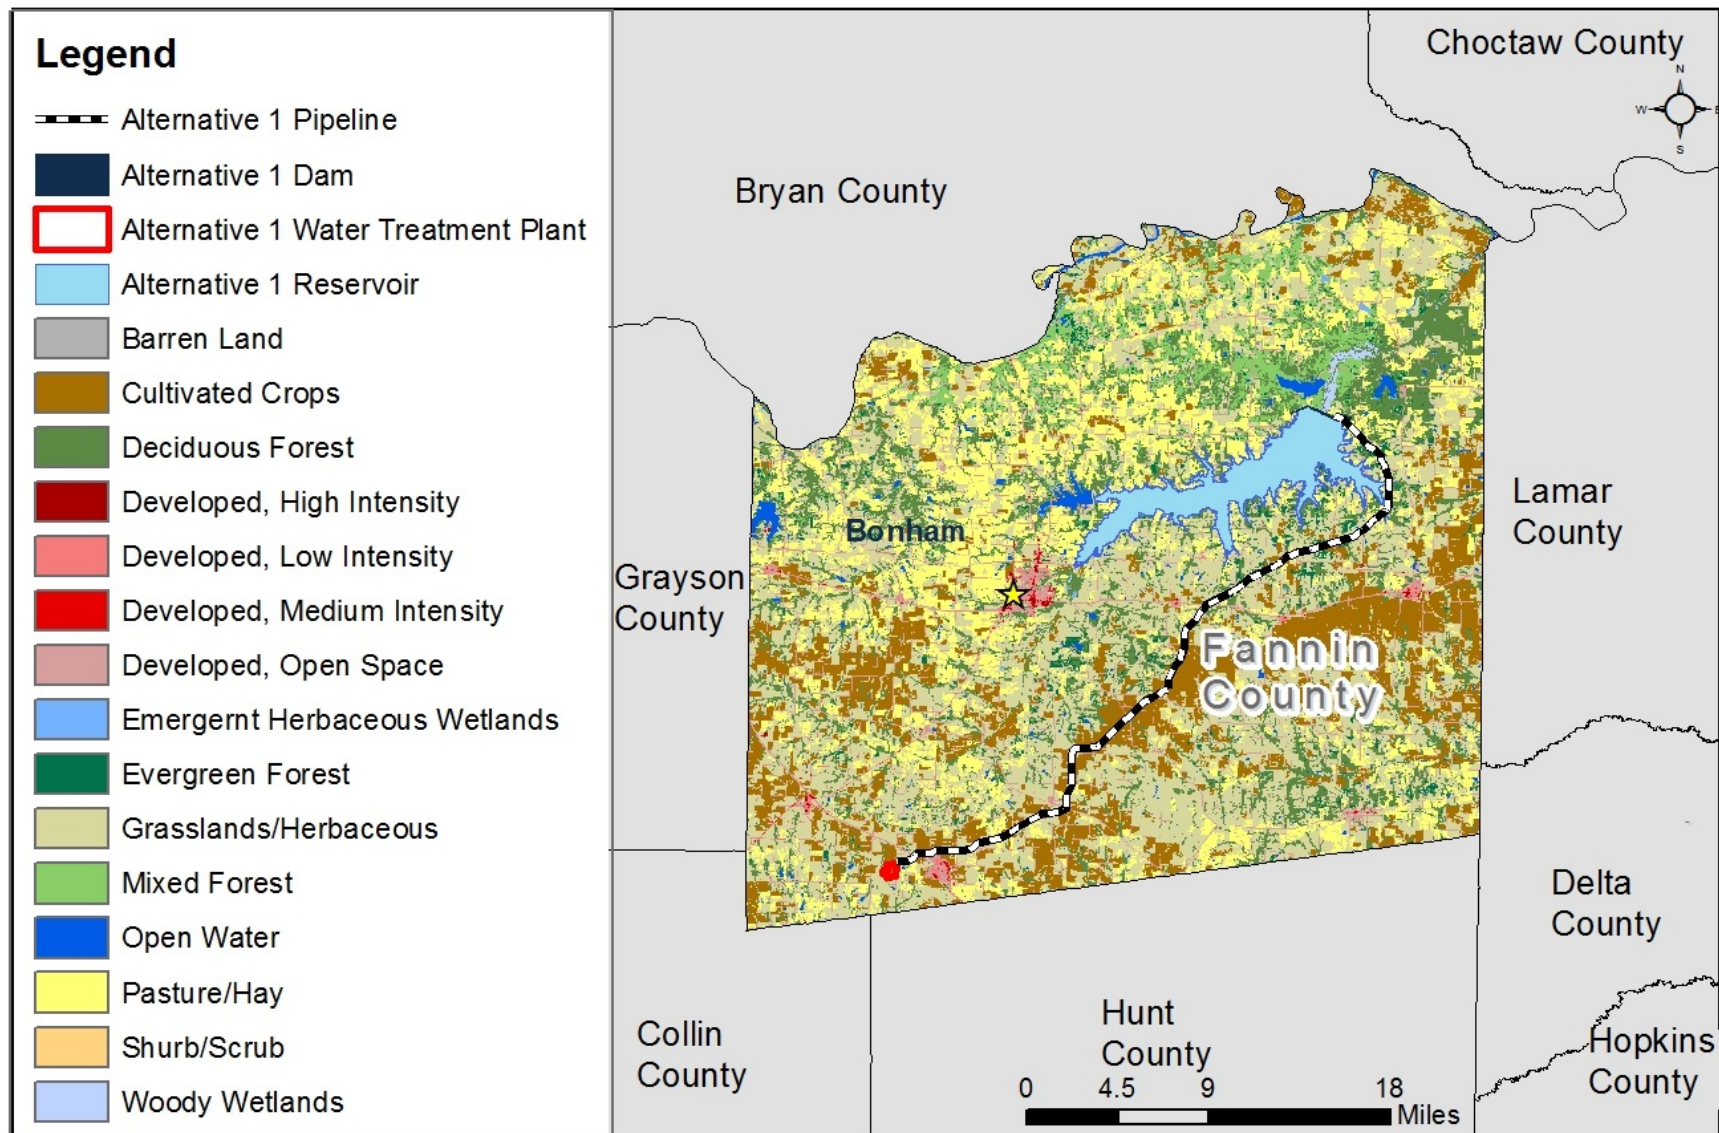 Legend
Alternative 1 Pipeline
Alternative 1 Dam
Alternative 1 Water Treatment Plant
Alternative 1 Reservoir
Barren Land
Cultivated Crops
Deciduous Forest
Developed, High Intensity
Developed, Low Intensity
Developed, Medium Intensity
Developed, Open Space
Emergernt Herbaceous Wetlands
Evergreen Forest
Grasslands/Herbaceous
Mixed Forest
Open Water
Pasture/Hay
Shurb/Scrub
Woody Wetlands
Choctaw County
N
W
E
S
Bryan County
Lamar
County
Bonham
Grayson
County
Fannin
County
Delta
County
Hunt
County
Collin
County
Hopkins
County
0 4.5 9 18
Miles